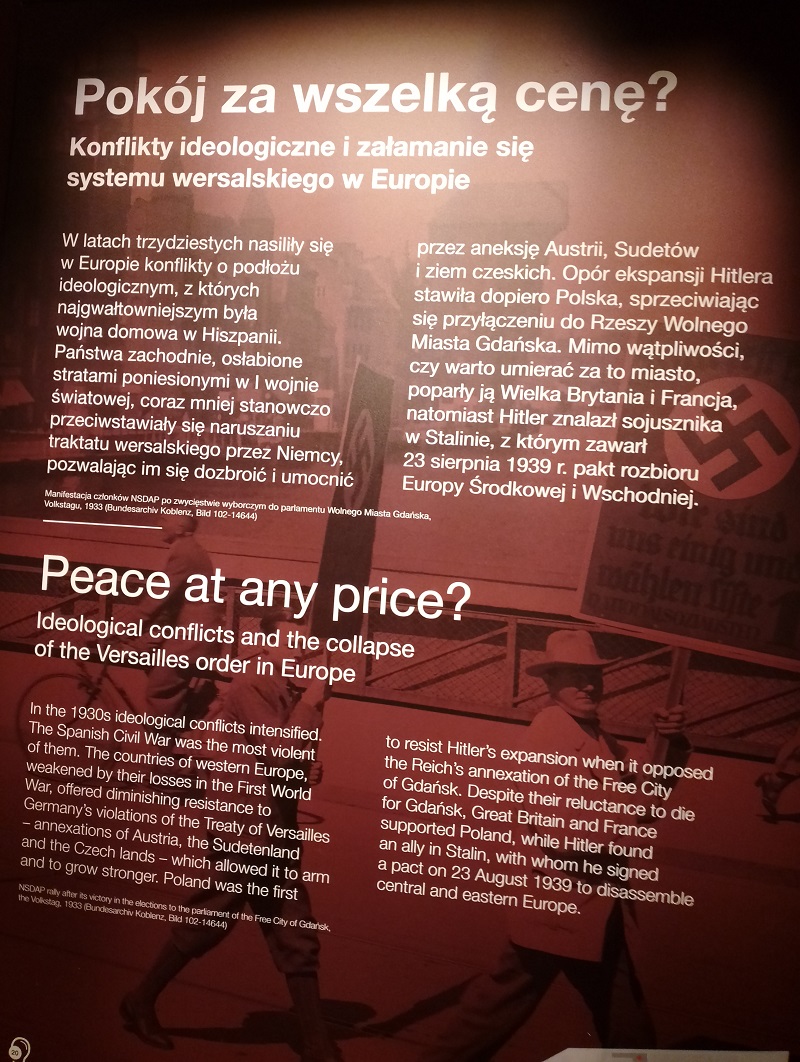 Pokój za wszelką cenę?
Konflikty ideologiczne i załamanie się
systemu wersalskiego w Europie
W latach trzydziestych nasiliły się
w Europie konflikty o podłożu
ideologicznym, z których
najgwałtowniejszym była
wojna domowa w Hiszpanii.
Państwa zachodnie, osłabione
stratami poniesionymi w I wojnie
światowej, coraz mniej stanowczo
przeciwstawiały się naruszaniu
traktatu wersalskiego przez Niemcy,
pozwalając im się dozbroić i umocnić
przez aneksję Austrii, Sudetów
i ziem czeskich. Opór ekspansji Hitlera
stawiła dopiero Polska, sprzeciwiając
się przyłączeniu do Rzeszy Wolnego
Miasta Gdańska. Mimo wątpliwości,
czy warto umierać za to miasto,
poparły ją Wielka Brytania i Francja,
natomiast Hitler znalazł sojusznika
w Stalinie, z którym zawarł
23 sierpnia 1939 r. pakt rozbioru
Europy Środkowej i Wschodniej.
Manifestacja członków NSDAP po zwycięstwie wyborczym do parlamentu Wolnego Miasta Gdańska,
Volkstagu, 1933 (Bundesarchiv Koblenz, Bild 102-14644)
Peace at any price?
Ideological conflicts and the collapse
of the Versailles order in Europe
In the 1930s ideological conflicts intensified.
The Spanish Civil War was the most violent
of them. The countries of western Europe,
weakened by their losses in the First World
War, offered diminishing resistance to
Germany's violations of the Treaty of Versailles
– annexations of Austria, the Sudetenland
and the Czech lands – which allowed it to arm
and to grow stronger. Poland was the first
to resist Hitler's expansion when it opposed
the Reich's annexation of the Free City
of Gdańsk. Despite their reluctance to die
for Gdańsk, Great Britain and France
supported Poland, while Hitler found
an ally in Stalin, with whom he signed
a pact on 23 August 1939 to disassemble
central and eastern Europe.
NSDAP rally after its victory in the elections to the parliament of the Free City of Gdańsk,
the Volkstag, 1933 (Bundesarchiv Koblenz, Bild 102-14644)
sind
uns einig und
wählen Liste
20